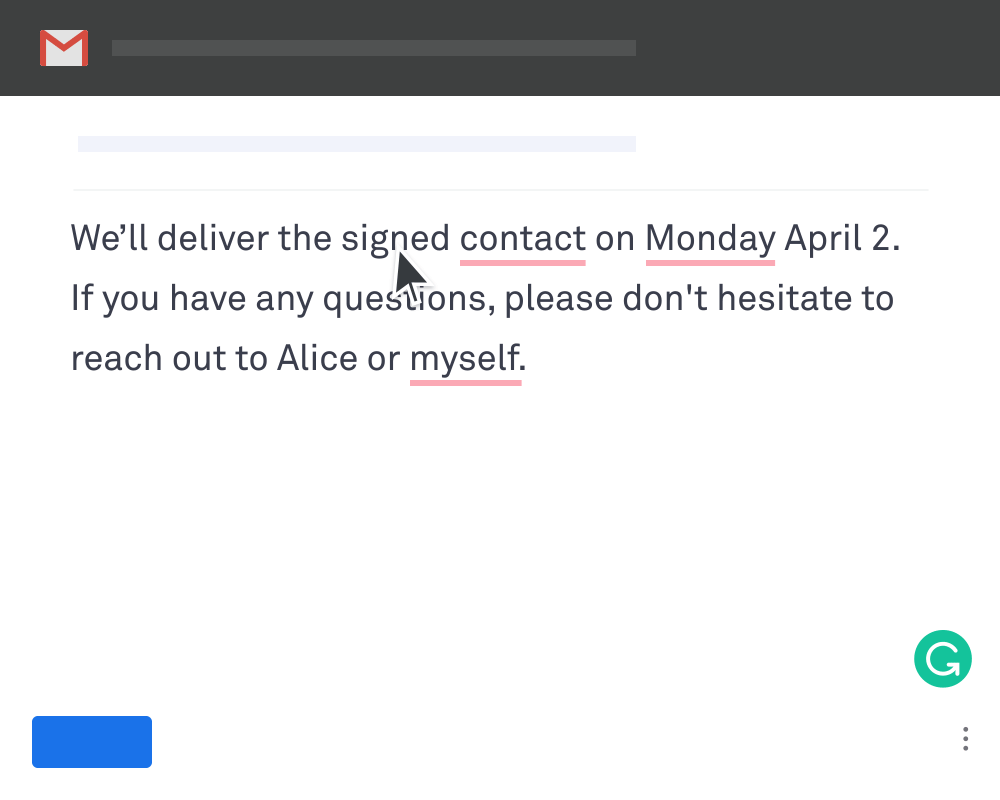 We’ll deliver the signed contact on Monday April 2.
If you have any questions, please don't hesitate to
reach out to Alice or myself.